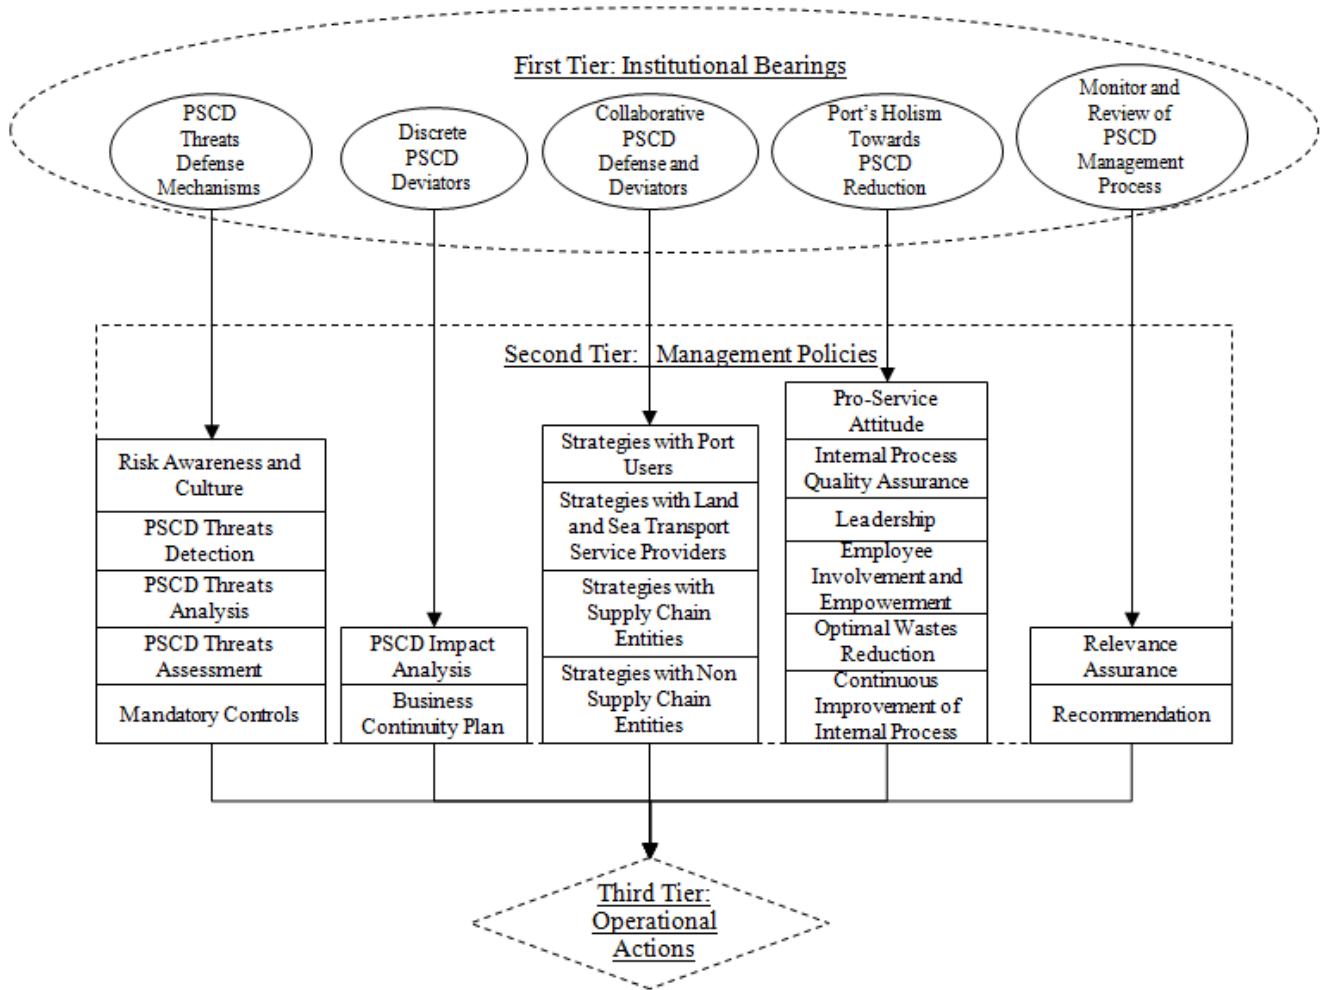 First Tier: Institutional Bearings
PSCD
Threats
Defense
Mechanisms
Discrete
PSCD
Deviators
Collaborative
PSCD
Defense and
Deviators
Port's Holism
Towards
PSCD
Reduction
Monitor and
Review of
PSCD
Management
Process
Second Tier: Management Policies
Risk Awareness and
Culture
PSCD Threats
Detection
PSCD Threats
Analysis
PSCD Threats
Assessment
Mandatory Controls
PSCD Impact
Analysis
Business
Continuity Plan
Strategies with Port
Users
Strategies with Land
and Sea Transport
Service Providers
Strategies with
Supply Chain
Entities
Strategies with Non
Supply Chain
Entities
Pro-Service
Attitude
Internal Process
Quality Assurance
Leadership
Employee
Involvement and
Empowerment
Optimal Wastes
Reduction
Continuous
Improvement of
Internal Process
Relevance
Assurance
Recommendation
Third Tier:
Operational
Actions